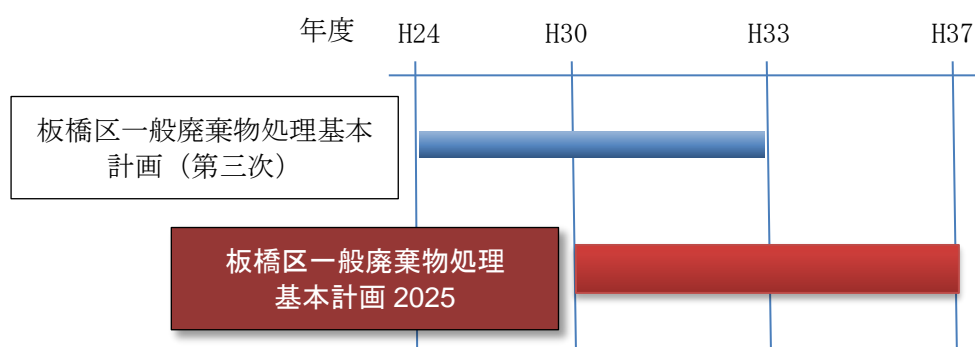 年度 H24 H30 H33 H37
板橋区一般廃棄物処理基本
計画（第三次）
板橋区一般廃棄物処理
基本計画 2025